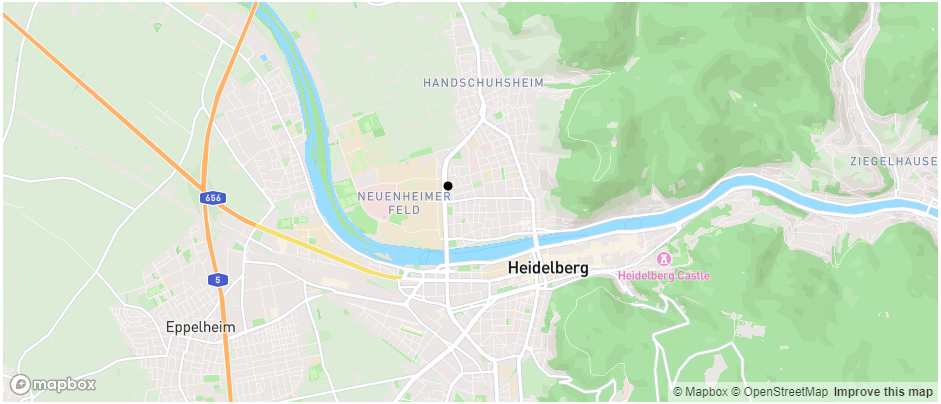 HANDSCHUHSHEIM
ZIEGELHAUSE
656
NEUENHEIMER
FELD
Heidelberg
Heidelberg Castle
5
Eppelheim
mapbox
© Mapbox © OpenStreetMap Improve this map